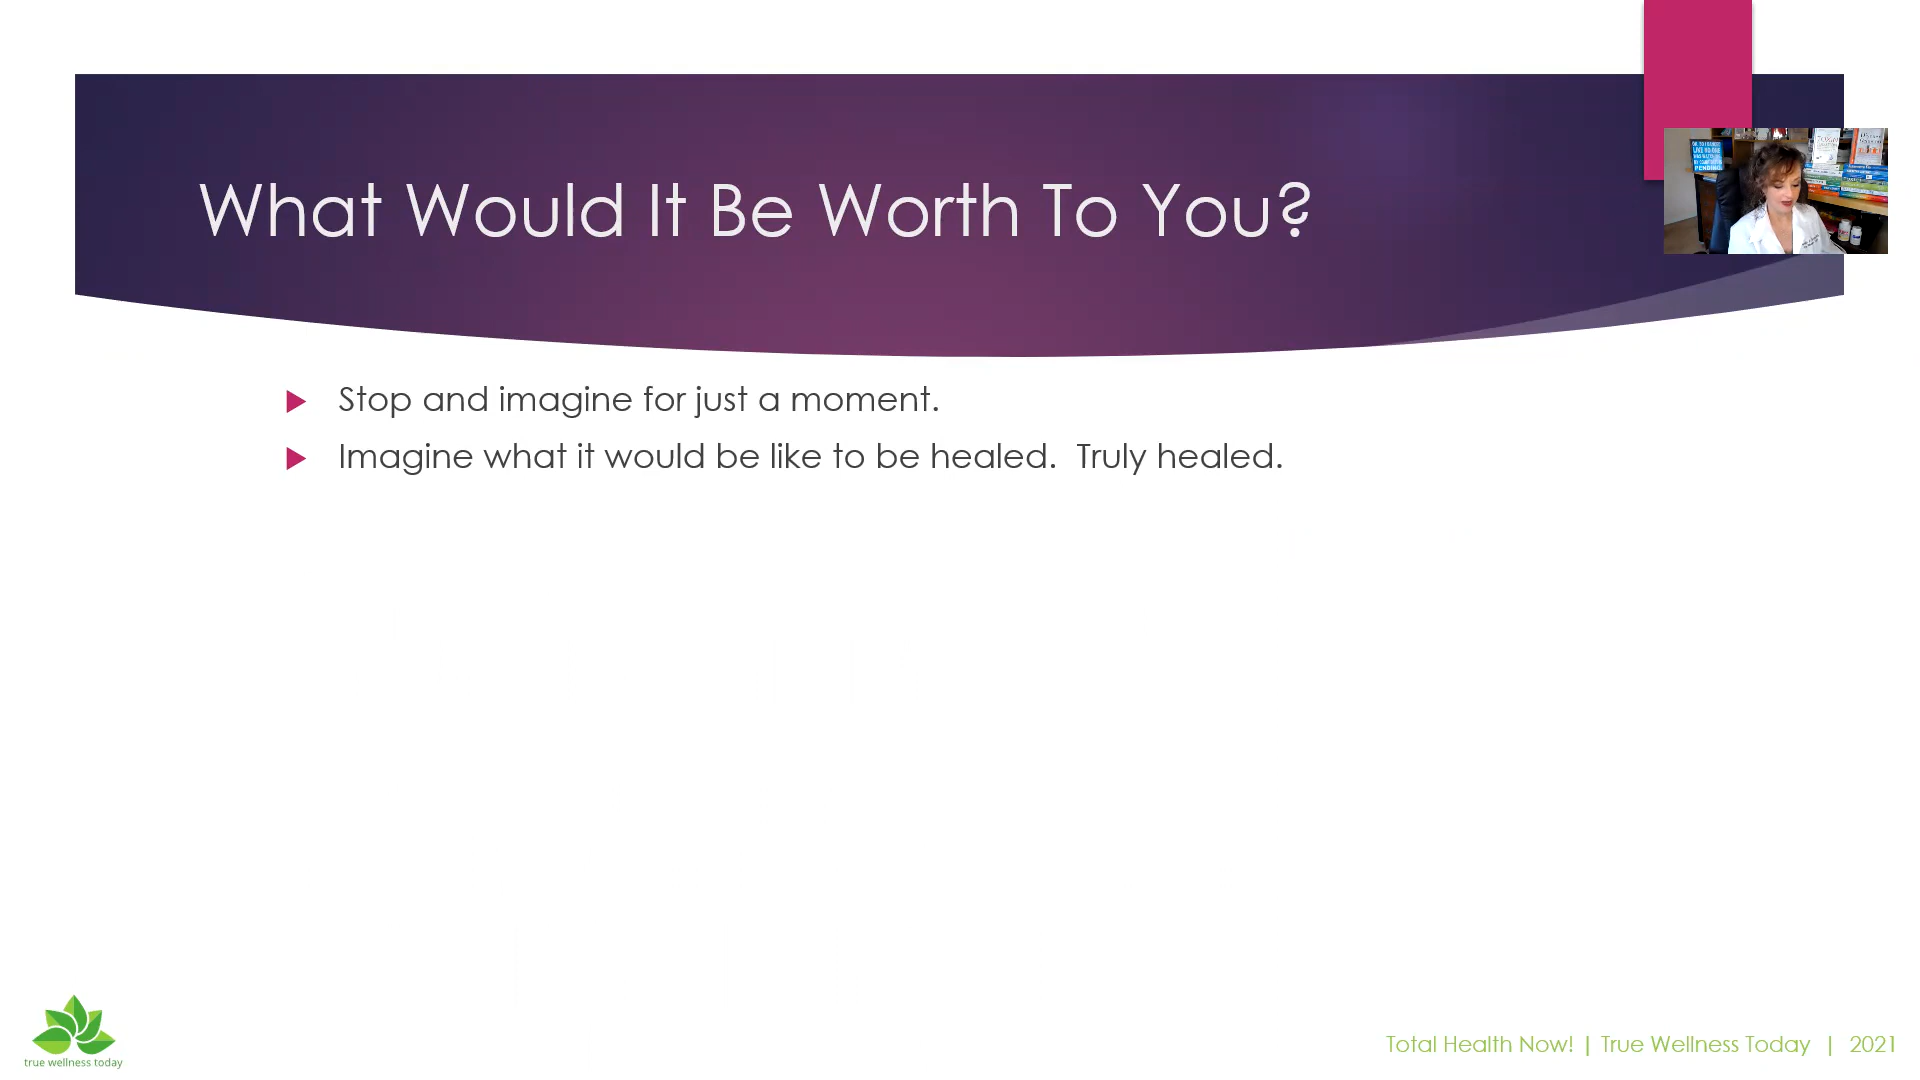 What Would It Be Worth To You?
Stop and imagine for just a moment.
Imagine what it would be like to be healed.  Truly healed.
true wellness today
Total Health Now! | True Wellness Today  |  2021